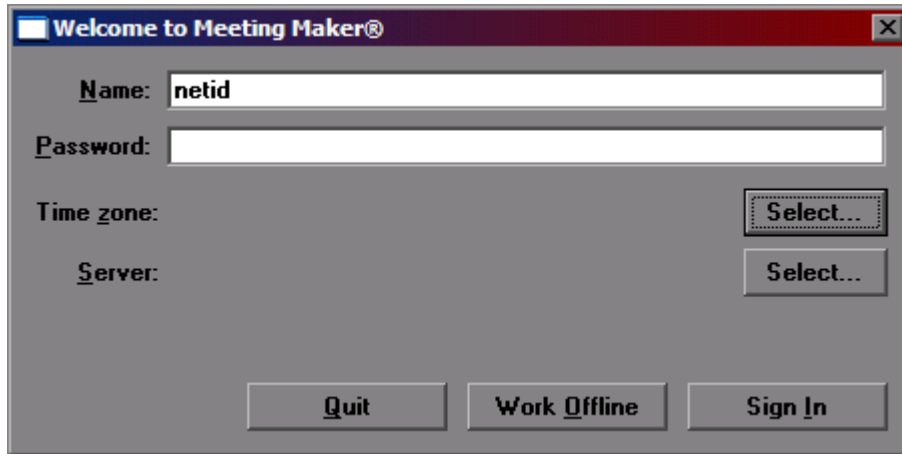 Welcome to Meeting Maker®
Name: netid
Password:
Time zone: Select...
Server: Select...
Quit Work Offline Sign In